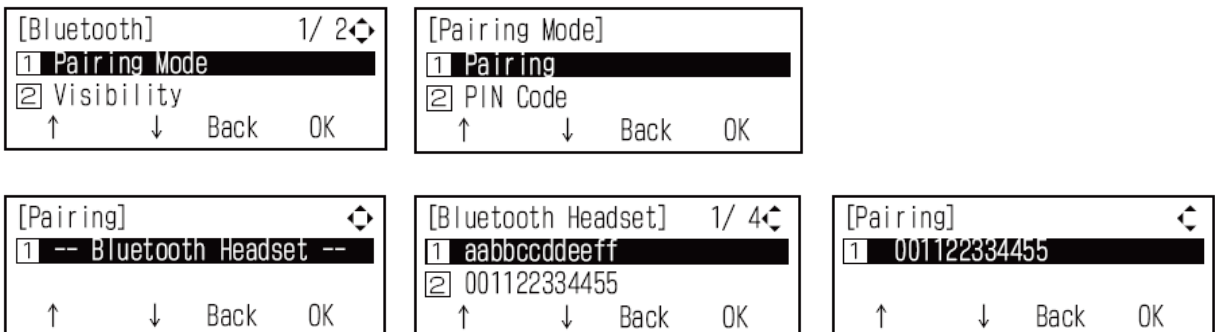 [Bluetooth] 1/ 2
1 Pairing Mode
2 Visibility
↑ ↓ Back OK
[Pairing Mode]
1 Pairing
2 PIN Code
↑ ↓ Back OK
[Pairing]
1 -- Bluetooth Headset --
↑ ↓ Back OK
[Bluetooth Headset] 1/ 4
1 aabbccddeeff
2 001122334455
↑ ↓ Back OK
[Pairing]
1 001122334455
↑ ↓ Back OK